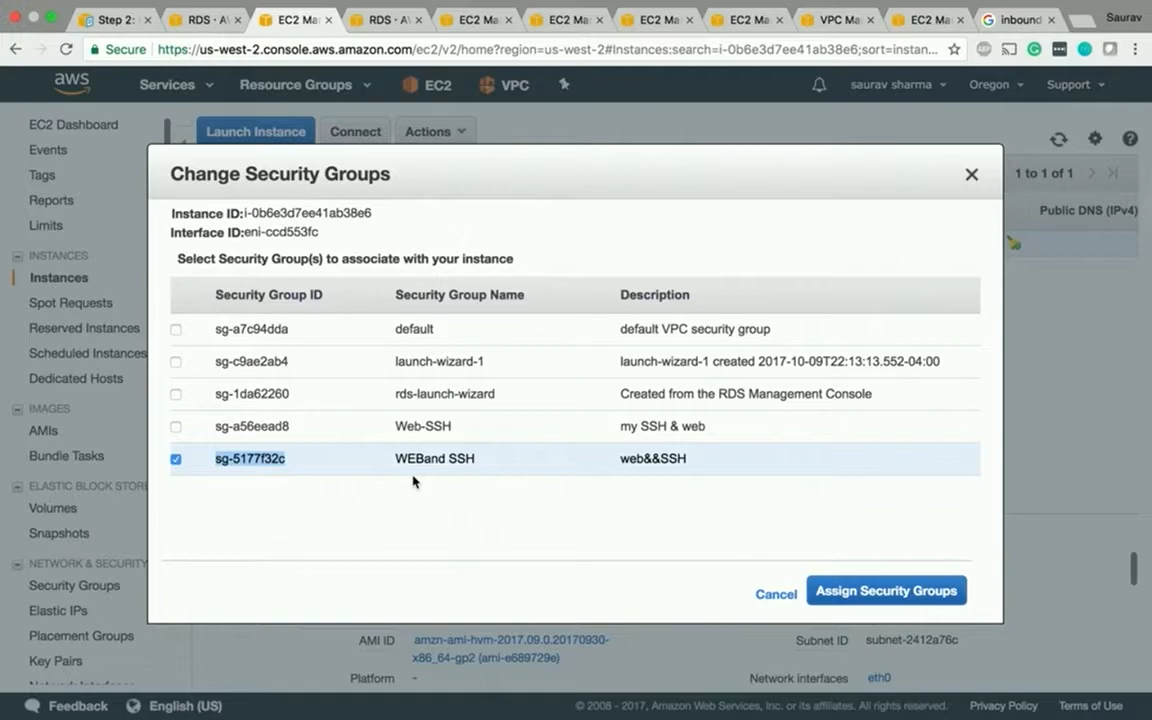 Step 2:
RDS - A\
EC2 Ma
RDS - A\
EC2 Ma
EC2 Ma
EC2 Ma
EC2 Ma
VPC Ma
EC2 Ma
inbound
Saurav
Secure
https://us-west-2.console.aws.amazon.com/ec2/v2/home?region=us-west-2#Instances:search=i-0b6e3d7ee41ab38e6;sort=instan...
aws
Services
Resource Groups
EC2
VPC
saurav sharma
Oregon
Support
EC2 Dashboard
Events
Tags
Reports
Limits
INSTANCES
Instances
Spot Requests
Reserved Instances
Scheduled Instances
Dedicated Hosts
IMAGES
AMIs
Bundle Tasks
ELASTIC BLOCK STORE
Volumes
Snapshots
NETWORK & SECURITY
Security Groups
Elastic IPs
Placement Groups
Key Pairs
Launch Instance
Connect
Actions
1 to 1 of 1
Public DNS (IPv4)
Change Security Groups
Instance ID:i-0b6e3d7ee41ab38e6
Interface ID:eni-ccd553fc
Select Security Group(s) to associate with your instance
Security Group ID Security Group Name Description
sg-a7c94dda default default VPC security group
sg-c9ae2ab4 launch-wizard-1 launch-wizard-1 created 2017-10-09T22:13:13.552-04:00
sg-1da62260 rds-launch-wizard Created from the RDS Management Console
sg-a56eead8 Web-SSH my SSH & web
sg-5177f32c WEBand SSH web&&SSH
Cancel
Assign Security Groups
AMI ID
amzn-ami-hvm-2017.09.0.20170930-
x86_64-gp2 (ami-e689729e)
Subnet ID subnet-2412a76c
Platform -
Network interfaces eth0
Feedback
English (US)
© 2008 - 2017, Amazon Web Services, Inc. or its affiliates. All rights reserved.
Privacy Policy
Terms of Use